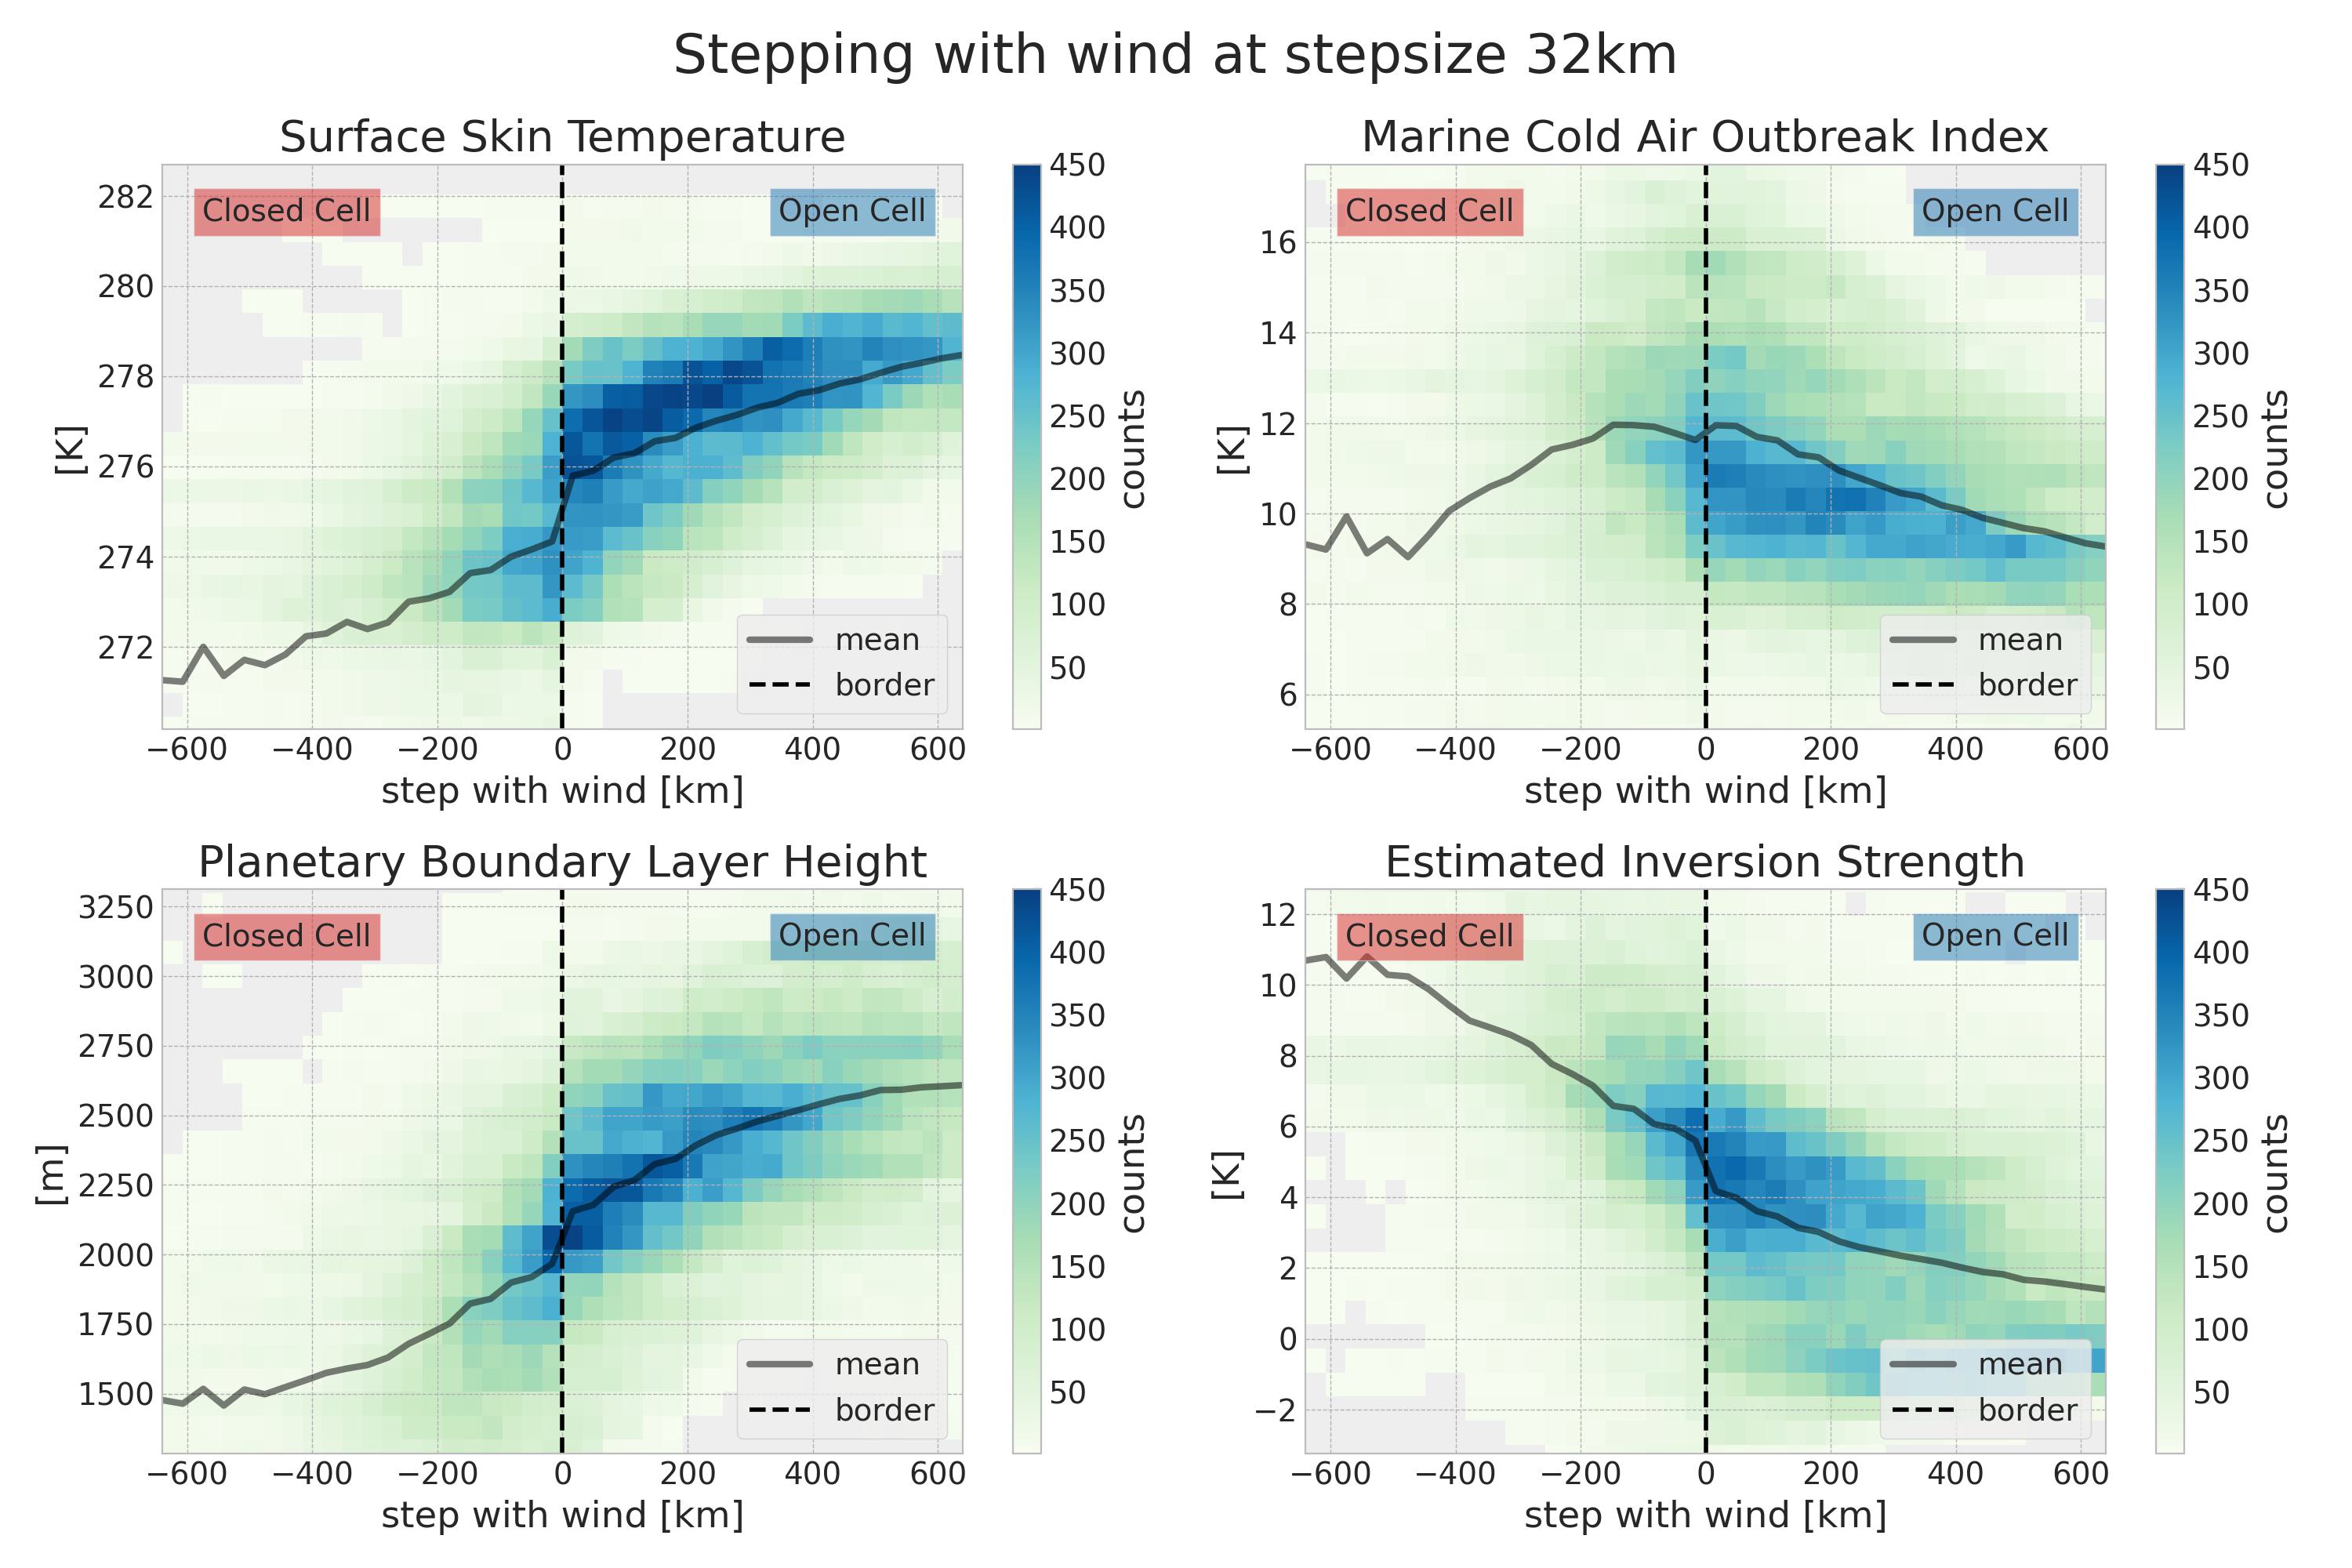 Stepping with wind at stepsize 32km
Surface Skin Temperature
Closed Cell
Open Cell
282
280
278
276
274
272
[K]
mean
border
−600 −400 −200 0 200 400 600
step with wind [km]
450
400
350
300
250
200
150
100
50
counts
Marine Cold Air Outbreak Index
Closed Cell
Open Cell
16
14
12
10
8
6
[K]
mean
border
−600 −400 −200 0 200 400 600
step with wind [km]
450
400
350
300
250
200
150
100
50
counts
Planetary Boundary Layer Height
Closed Cell
Open Cell
3250
3000
2750
2500
2250
2000
1750
1500
[m]
mean
border
−600 −400 −200 0 200 400 600
step with wind [km]
450
400
350
300
250
200
150
100
50
counts
Estimated Inversion Strength
Closed Cell
Open Cell
12
10
8
6
4
2
0
−2
[K]
mean
border
−600 −400 −200 0 200 400 600
step with wind [km]
450
400
350
300
250
200
150
100
50
counts